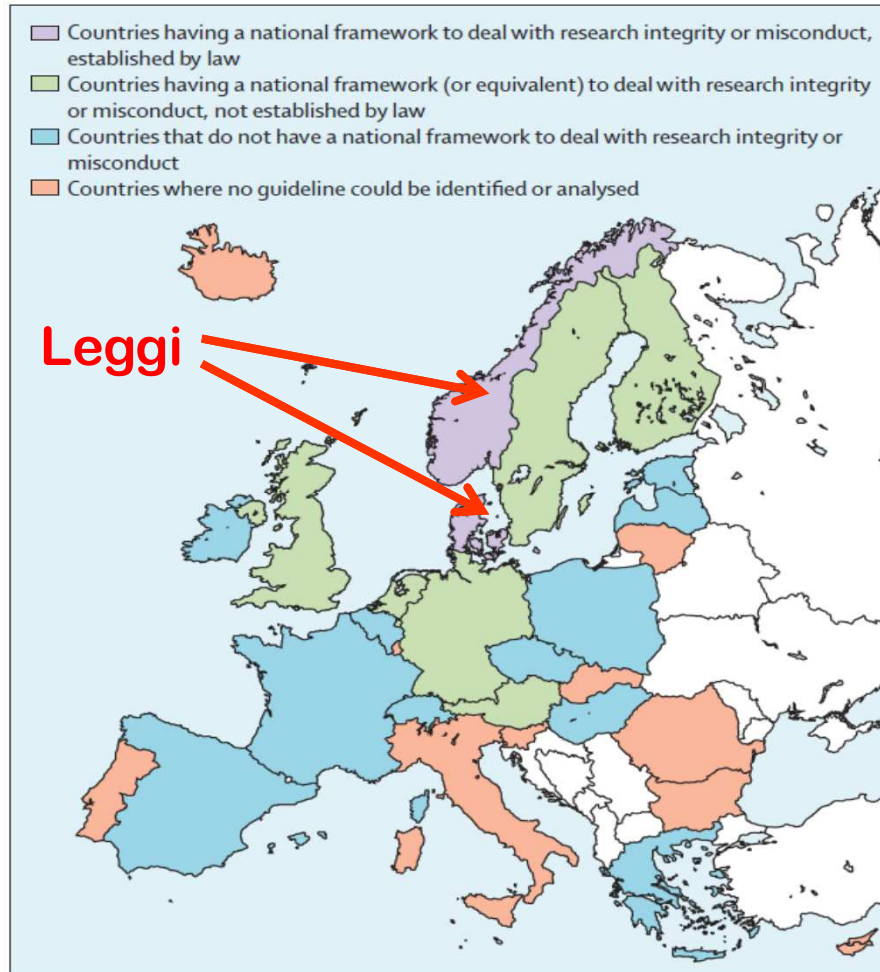 Countries having a national framework to deal with research integrity or misconduct,
established by law
Countries having a national framework (or equivalent) to deal with research integrity
or misconduct, not established by law
Countries that do not have a national framework to deal with research integrity or
misconduct
Countries where no guideline could be identified or analysed
Leggi